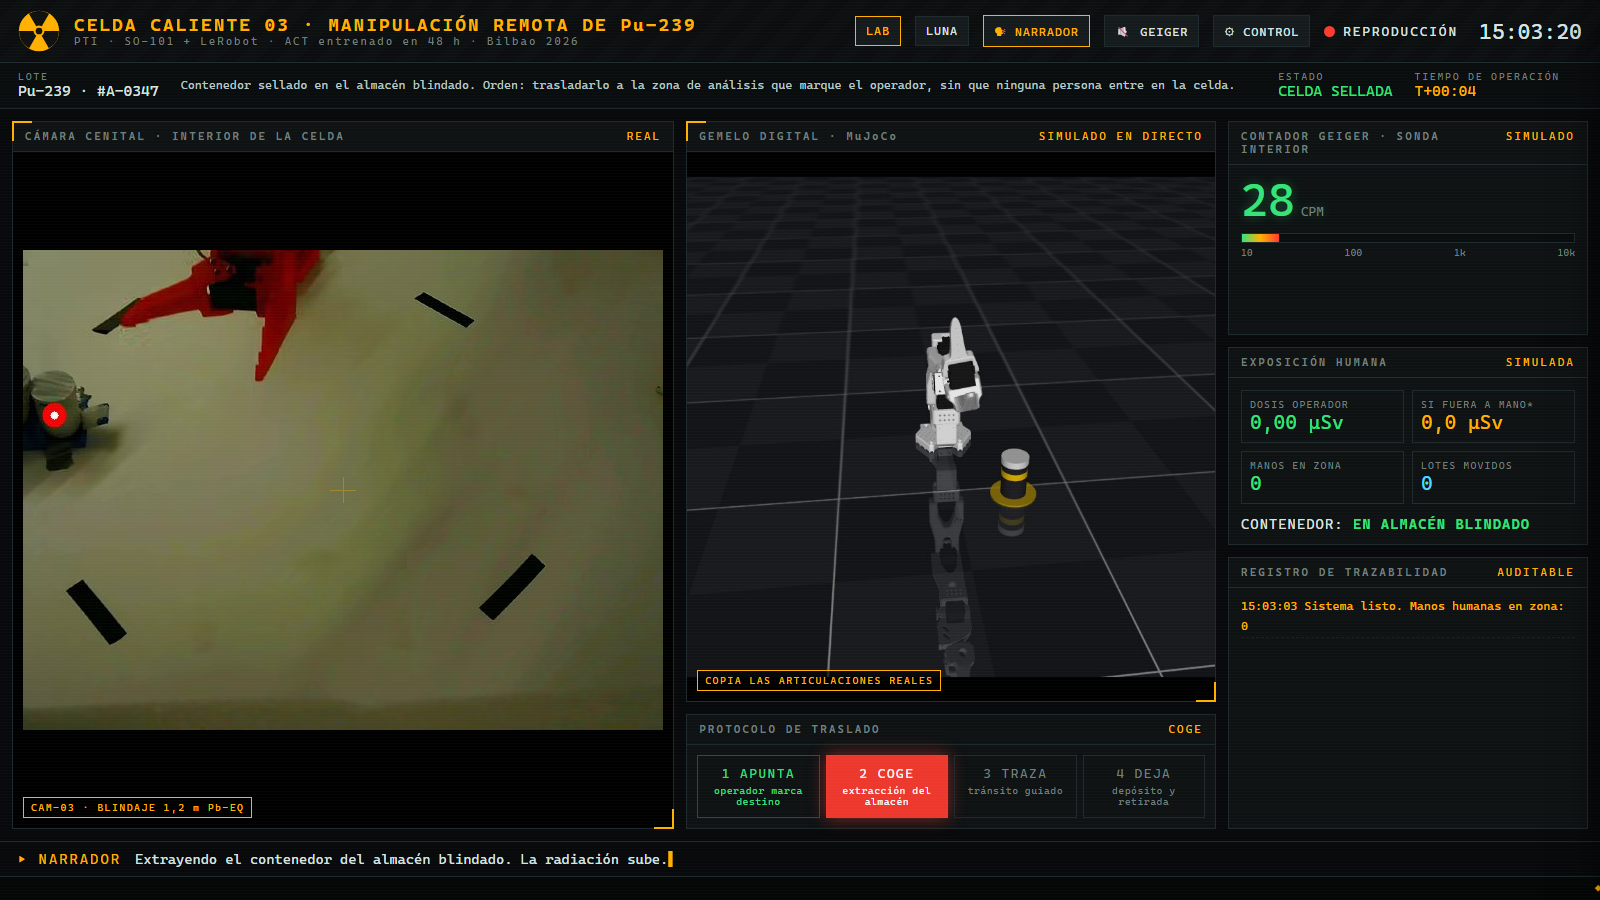 CELDA CALIENTE 03 · MANIPULACIÓN REMOTA DE Pu-239
PTI · SO-101 + LeRobot · ACT entrenado en 48 h · Bilbao 2026
LAB
LUNA
NARRADOR
GEIGER
CONTROL
REPRODUCCIÓN
15:03:20
LOTE
Pu-239 · #A-0347
Contenedor sellado en el almacén blindado. Orden: trasladarlo a la zona de análisis que marque el operador, sin que ninguna persona entre en la celda.
ESTADO
CELDA SELLADA
TIEMPO DE OPERACIÓN
T+00:04
CÁMARA CENITAL · INTERIOR DE LA CELDA
REAL
CAM-03 · BLINDAJE 1,2 m Pb-EQ
GEMELO DIGITAL · MuJoCo
SIMULADO EN DIRECTO
COPIA LAS ARTICULACIONES REALES
PROTOCOLO DE TRASLADO
COGE
1 APUNTA
operador marca
destino
2 COGE
extracción del
almacén
3 TRAZA
tránsito guiado
4 DEJA
depósito y
retirada
CONTADOR GEIGER · SONDA
INTERIOR
SIMULADO
28 CPM
10 100 1k 10k
EXPOSICIÓN HUMANA
SIMULADA
DOSIS OPERADOR
0,00 µSv
SI FUERA A MANO*
0,0 µSv
MANOS EN ZONA
0
LOTES MOVIDOS
0
CONTENEDOR: EN ALMACÉN BLINDADO
REGISTRO DE TRAZABILIDAD
AUDITABLE
15:03:03 Sistema listo. Manos humanas en zona:
0
NARRADOR Extrayendo el contenedor del almacén blindado. La radiación sube.